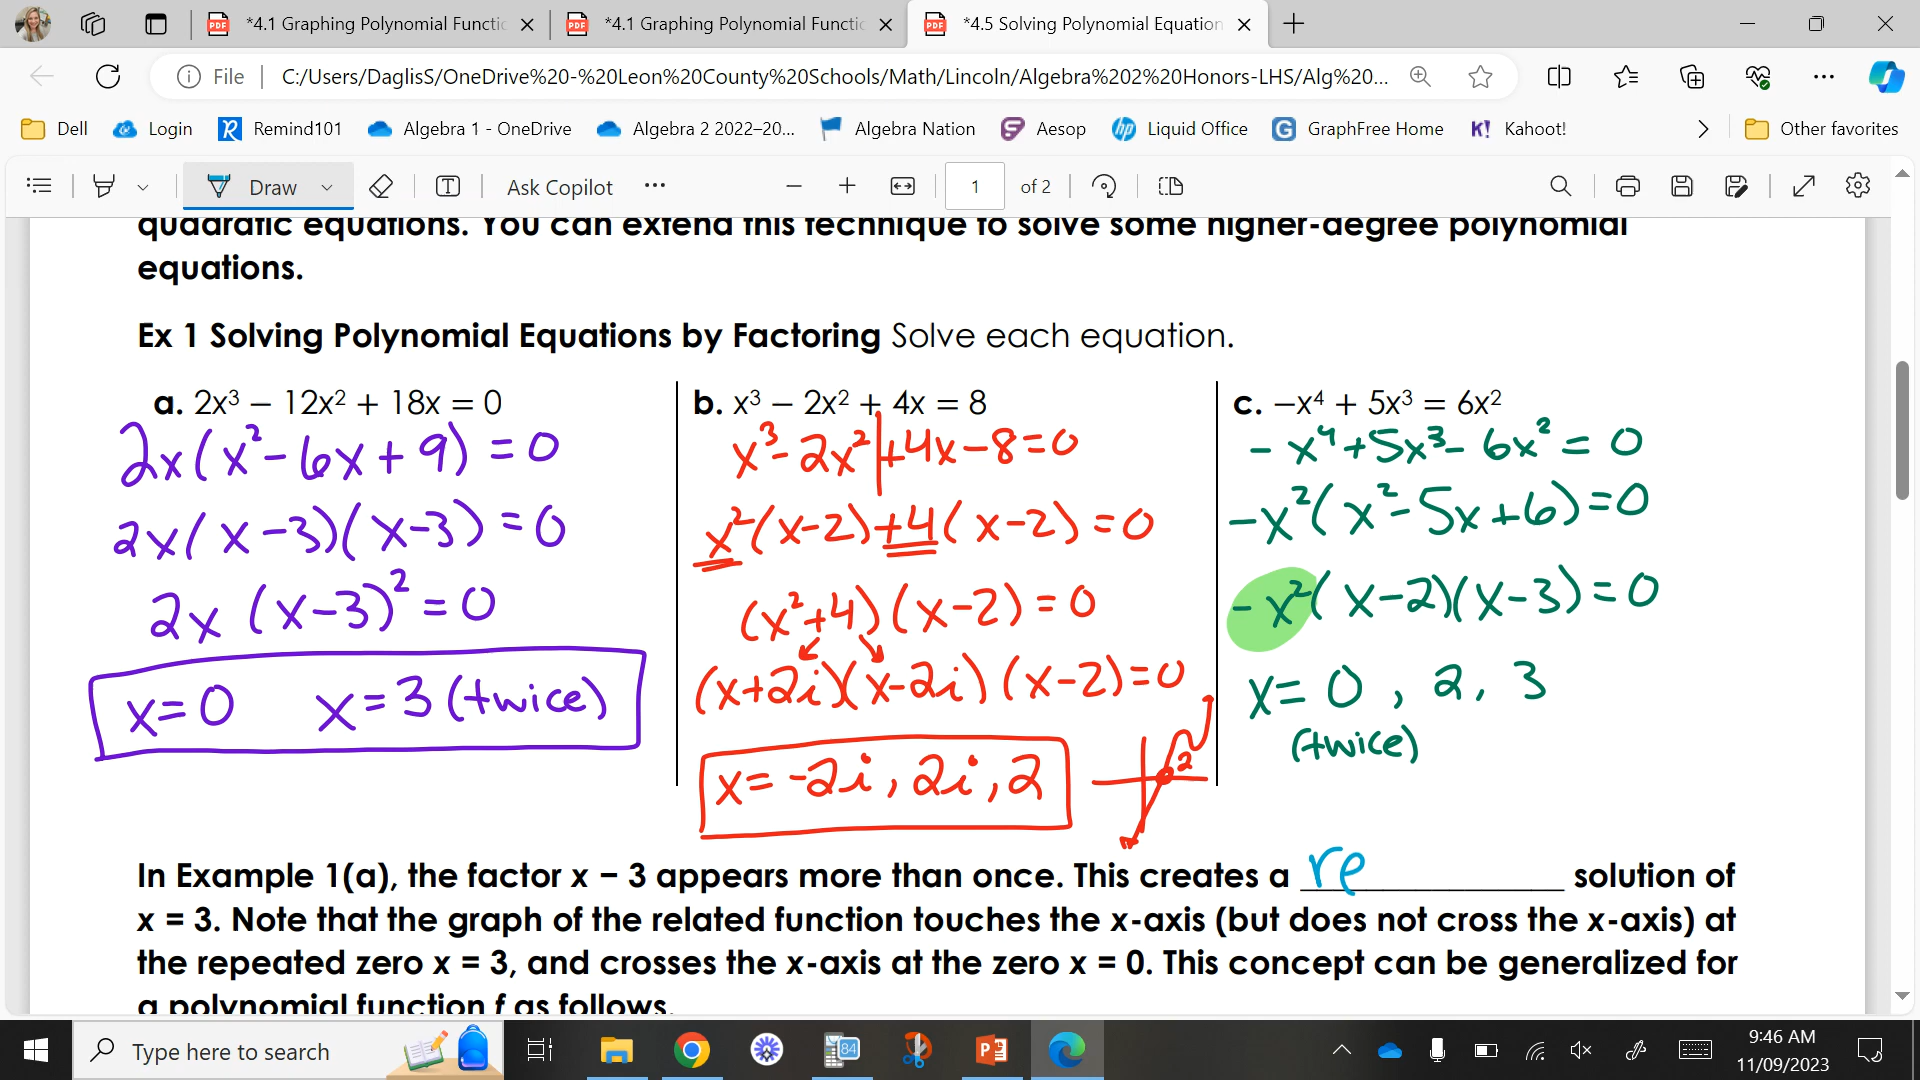 *4.1 Graphing Polynomial Functic
*4.1 Graphing Polynomial Functic
*4.5 Solving Polynomial Equation
File
C:/Users/DaglisS/OneDrive%20-%20Leon%20County%20Schools/Math/Lincoln/Algebra%202%20Honors-LHS/Alg%20...
Dell
Login
Remind101
Algebra 1 - OneDrive
Algebra 2 2022–20...
Algebra Nation
Aesop
Liquid Office
GraphFree Home
Kahoot!
Other favorites
Draw
Ask Copilot
1 of 2
quadratic equations. You can extend this technique to solve some higher-degree polynomial
equations.
Ex 1 Solving Polynomial Equations by Factoring Solve each equation.
a. 2x³ − 12x² + 18x = 0
2x(x²-6x+9)=0
2x(x-3)(x-3)=0
2x(x-3)²=0
x=0 x=3 (twice)
b. x³ − 2x² + 4x = 8
x³-2x²+4x-8=0
x²(x-2)+4(x-2)=0
(x²+4)(x-2)=0
(x+2i)(x-2i)(x-2)=0
x=-2i, 2i, 2
2
c. −x⁴ + 5x³ = 6x²
-x⁴+5x³-6x²=0
-x²(x²-5x+6)=0
-x²(x-2)(x-3)=0
x=0, 2, 3
(twice)
In Example 1(a), the factor x − 3 appears more than once. This creates a re______________ solution of
x = 3. Note that the graph of the related function touches the x-axis (but does not cross the x-axis) at
the repeated zero x = 3, and crosses the x-axis at the zero x = 0. This concept can be generalized for
a polynomial function f as follows.
Type here to search
84
9:46 AM
11/09/2023